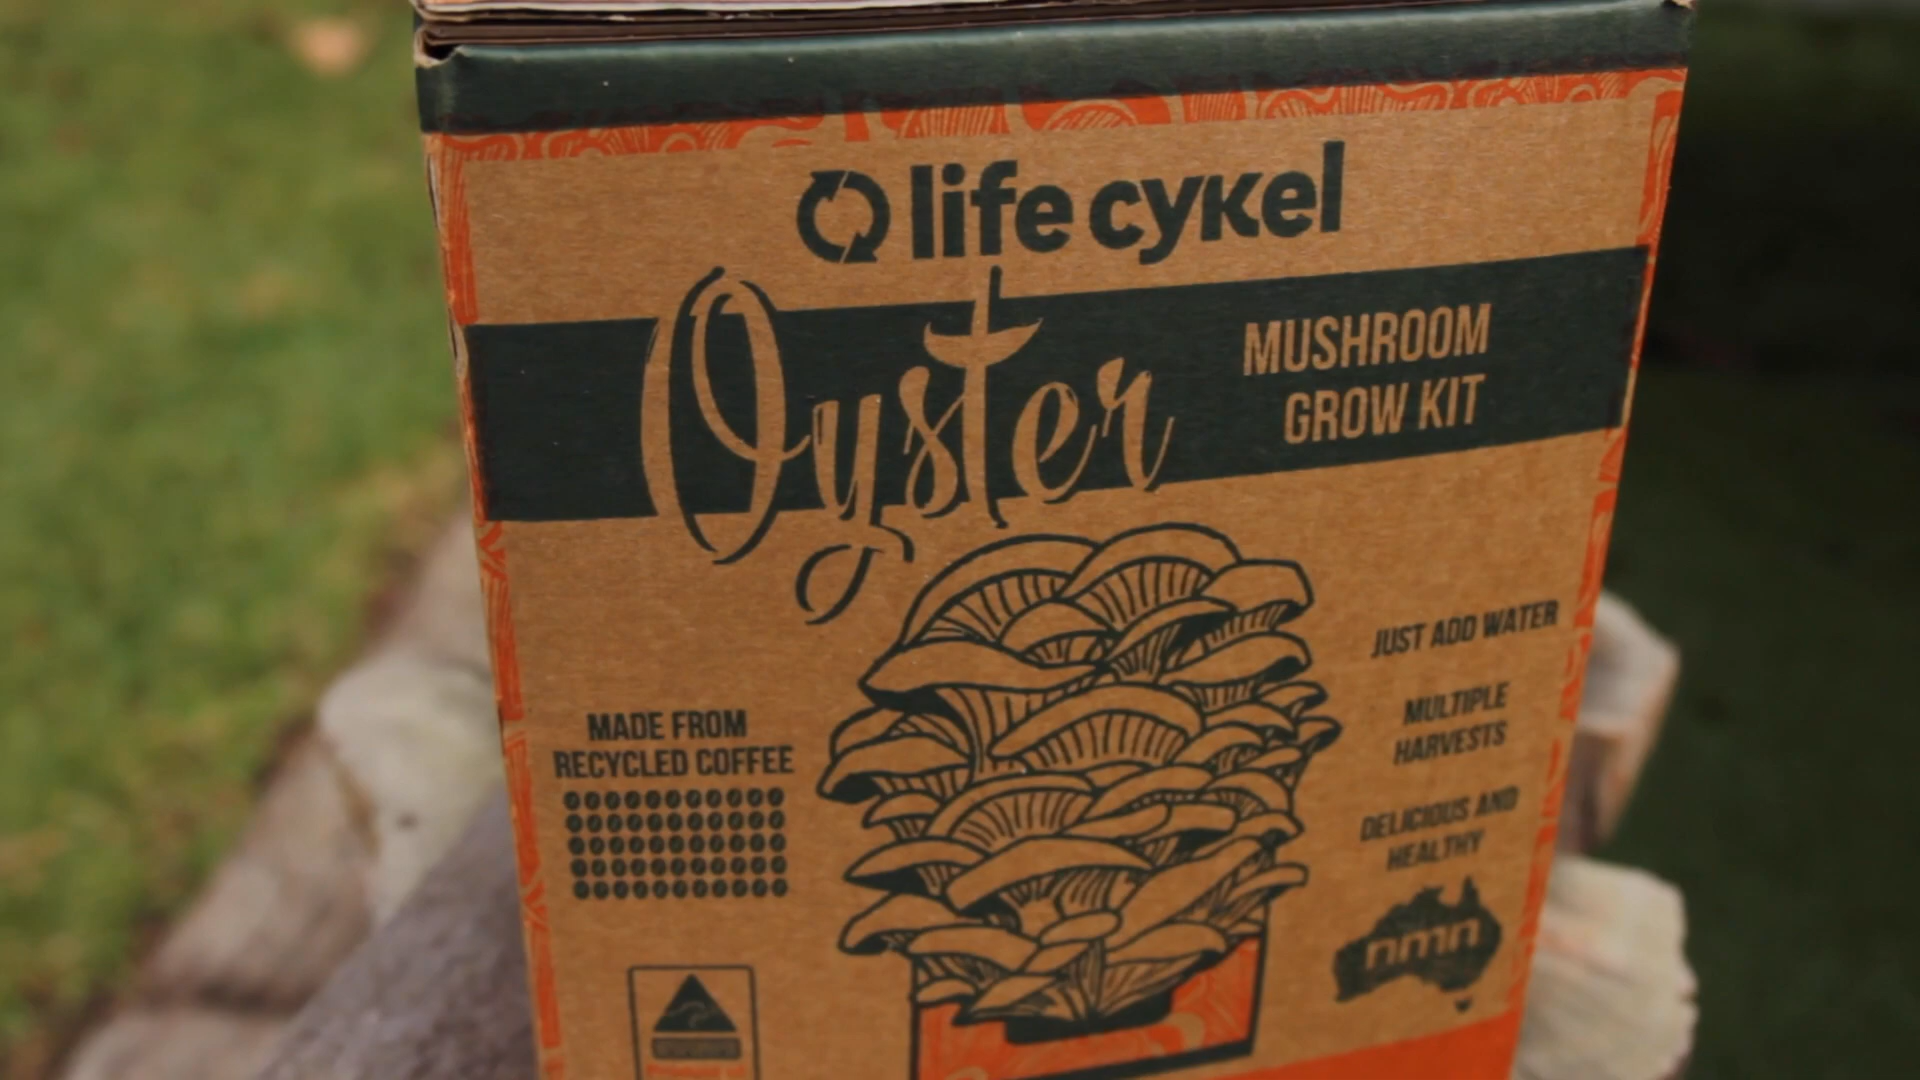 life cykel
Oyster
MUSHROOM
GROW KIT
JUST ADD WATER
MULTIPLE
HARVESTS
DELICIOUS AND
HEALTHY
MADE FROM
RECYCLED COFFEE
nmn